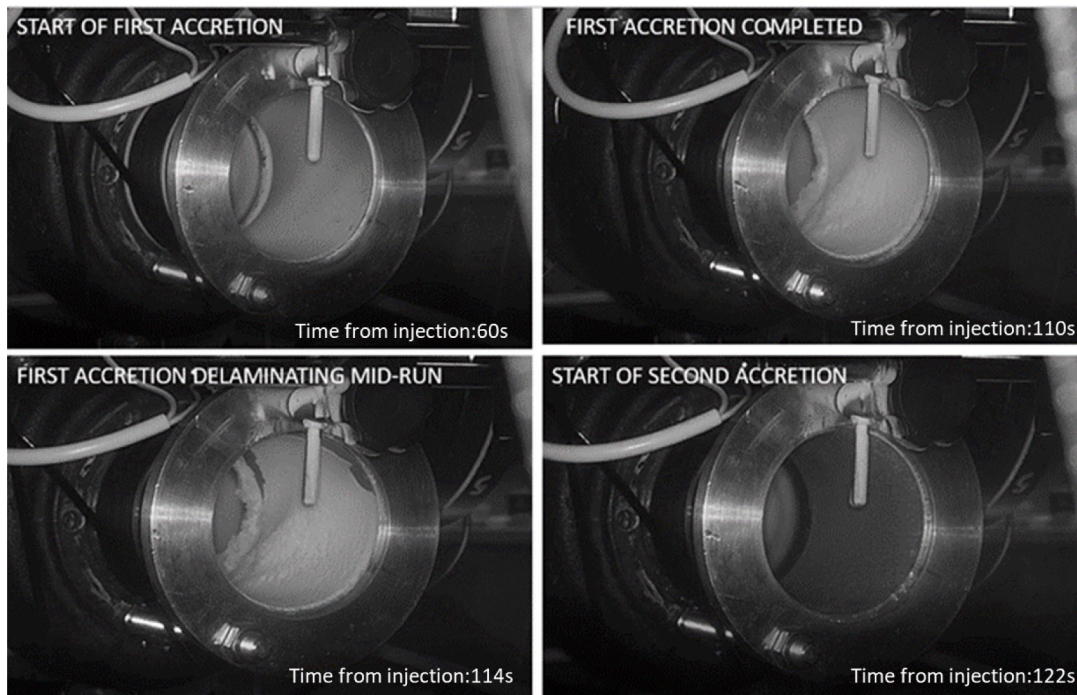 START OF FIRST ACCRETION
Time from injection:60s
FIRST ACCRETION COMPLETED
Time from injection:110s
FIRST ACCRETION DELAMINATING MID-RUN
Time from injection:114s
START OF SECOND ACCRETION
Time from injection:122s